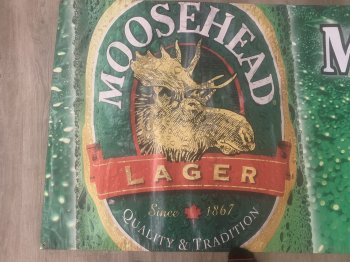 MOOSEHEAD
LAGER
Since 1867
QUALITY & TRADITION
M